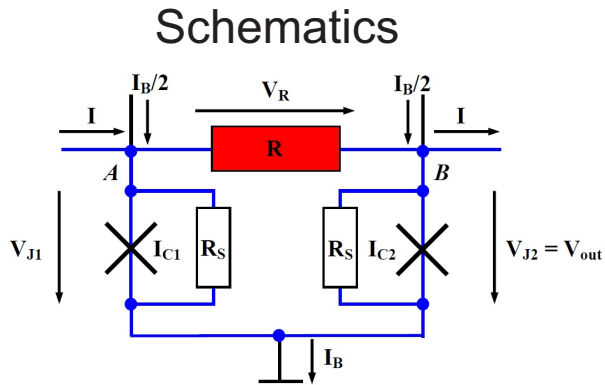 Schematics
I_B/2 V_R I_B/2
I R I
A B
V_J1 I_C1 R_S R_S I_C2 V_J2 = V_out
I_B